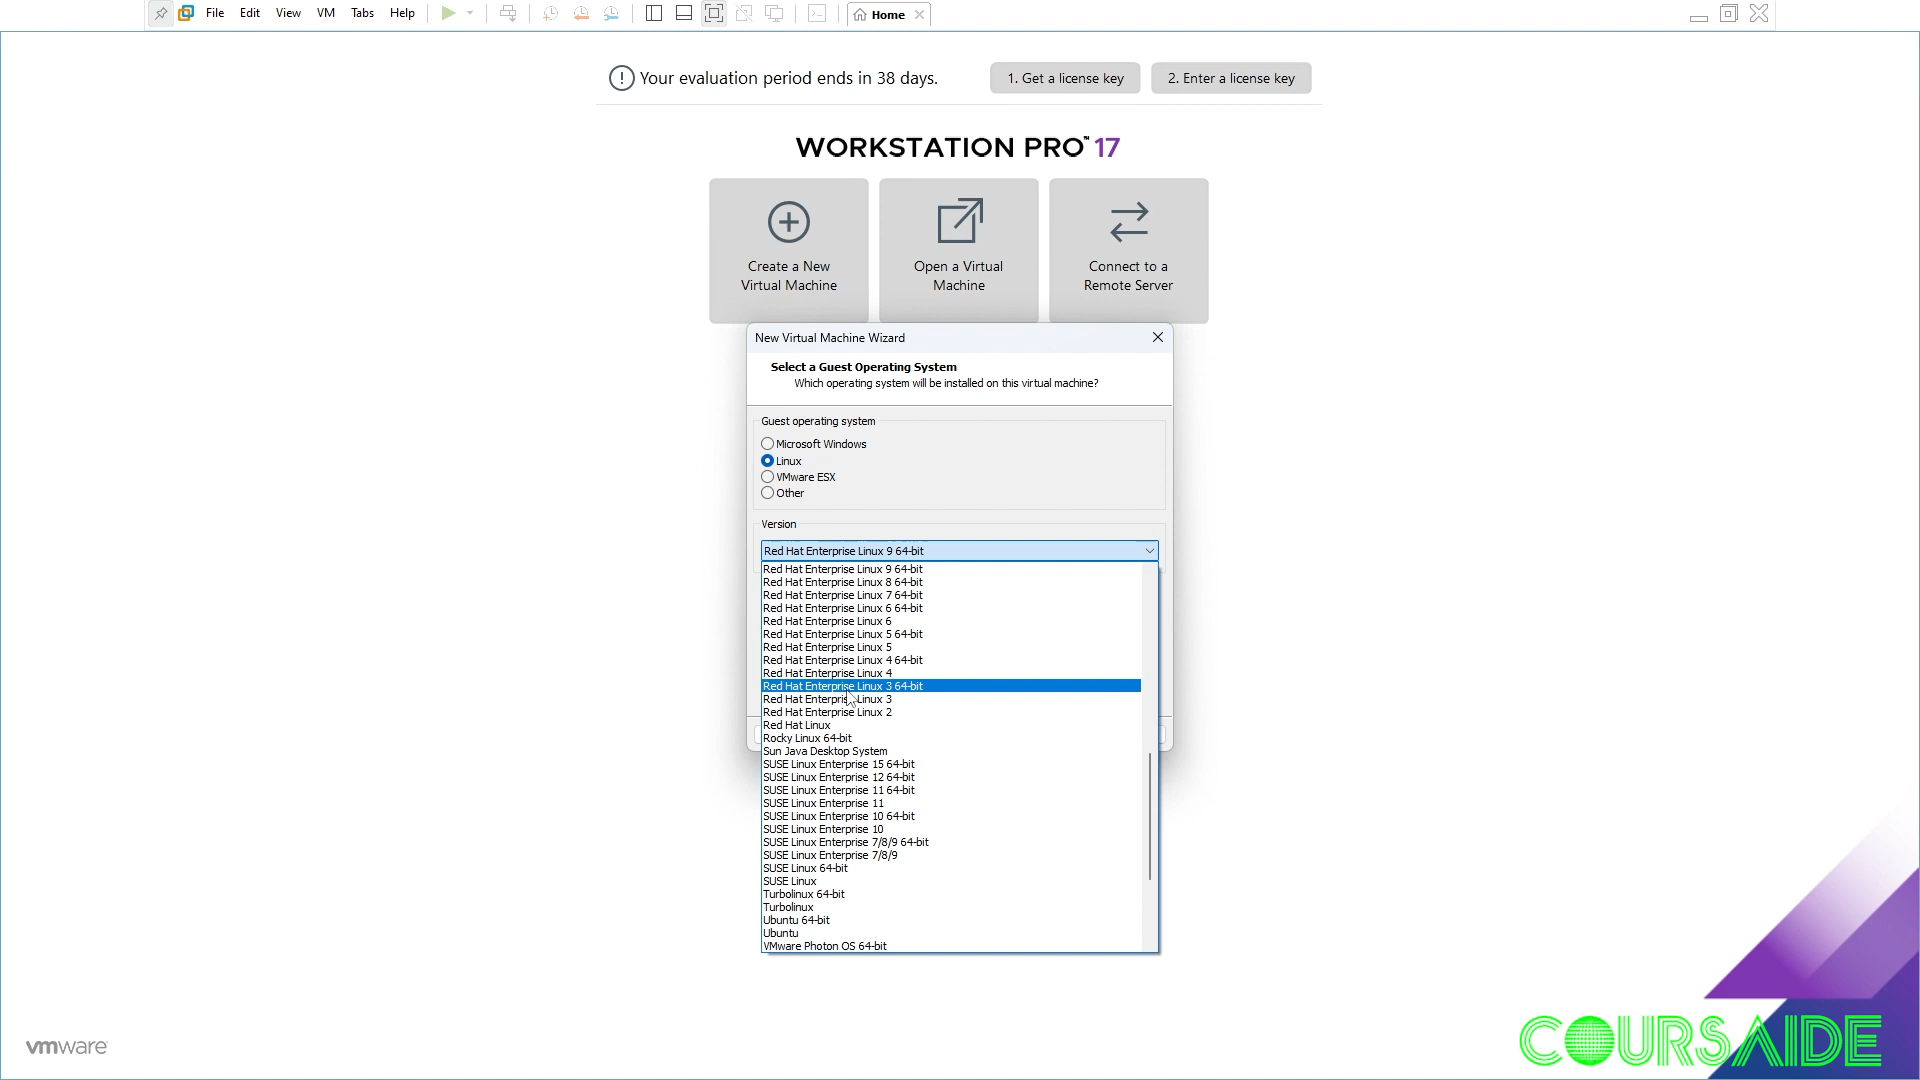 File Edit View VM Tabs Help Home
! Your evaluation period ends in 38 days. 1. Get a license key 2. Enter a license key
WORKSTATION PRO™ 17
Create a New
Virtual Machine
Open a Virtual
Machine
Connect to a
Remote Server
New Virtual Machine Wizard
Select a Guest Operating System
Which operating system will be installed on this virtual machine?
Guest operating system
Microsoft Windows
Linux
VMware ESX
Other
Version
Red Hat Enterprise Linux 9 64-bit
Red Hat Enterprise Linux 9 64-bit
Red Hat Enterprise Linux 8 64-bit
Red Hat Enterprise Linux 7 64-bit
Red Hat Enterprise Linux 6 64-bit
Red Hat Enterprise Linux 6
Red Hat Enterprise Linux 5 64-bit
Red Hat Enterprise Linux 5
Red Hat Enterprise Linux 4 64-bit
Red Hat Enterprise Linux 4
Red Hat Enterprise Linux 3 64-bit
Red Hat Enterprise Linux 3
Red Hat Enterprise Linux 2
Red Hat Linux
Rocky Linux 64-bit
Sun Java Desktop System
SUSE Linux Enterprise 15 64-bit
SUSE Linux Enterprise 12 64-bit
SUSE Linux Enterprise 11 64-bit
SUSE Linux Enterprise 11
SUSE Linux Enterprise 10 64-bit
SUSE Linux Enterprise 10
SUSE Linux Enterprise 7/8/9 64-bit
SUSE Linux Enterprise 7/8/9
SUSE Linux 64-bit
SUSE Linux
Turbolinux 64-bit
Turbolinux
Ubuntu 64-bit
Ubuntu
VMware Photon OS 64-bit
vmware
COURSAIDE